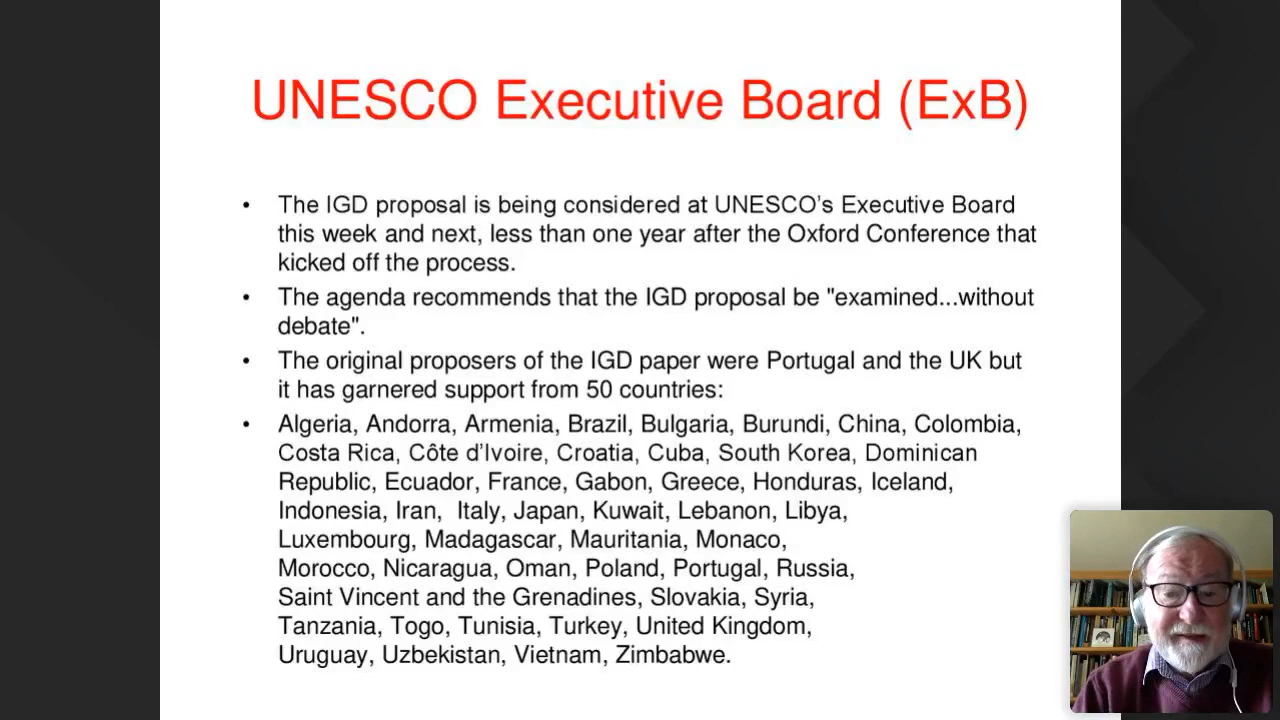 UNESCO Executive Board (ExB)
• The IGD proposal is being considered at UNESCO’s Executive Board
this week and next, less than one year after the Oxford Conference that
kicked off the process.
• The agenda recommends that the IGD proposal be "examined...without
debate".
• The original proposers of the IGD paper were Portugal and the UK but
it has garnered support from 50 countries:
• Algeria, Andorra, Armenia, Brazil, Bulgaria, Burundi, China, Colombia,
Costa Rica, Côte d’Ivoire, Croatia, Cuba, South Korea, Dominican
Republic, Ecuador, France, Gabon, Greece, Honduras, Iceland,
Indonesia, Iran, Italy, Japan, Kuwait, Lebanon, Libya,
Luxembourg, Madagascar, Mauritania, Monaco,
Morocco, Nicaragua, Oman, Poland, Portugal, Russia,
Saint Vincent and the Grenadines, Slovakia, Syria,
Tanzania, Togo, Tunisia, Turkey, United Kingdom,
Uruguay, Uzbekistan, Vietnam, Zimbabwe.